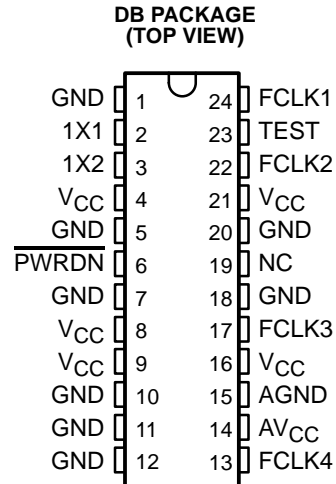 DB PACKAGE
(TOP VIEW)
GND 1 24 FCLK1
1X1 2 23 TEST
1X2 3 22 FCLK2
VCC 4 21 VCC
GND 5 20 GND
PWRDN 6 19 NC
GND 7 18 GND
VCC 8 17 FCLK3
VCC 9 16 VCC
GND 10 15 AGND
GND 11 14 AVCC
GND 12 13 FCLK4